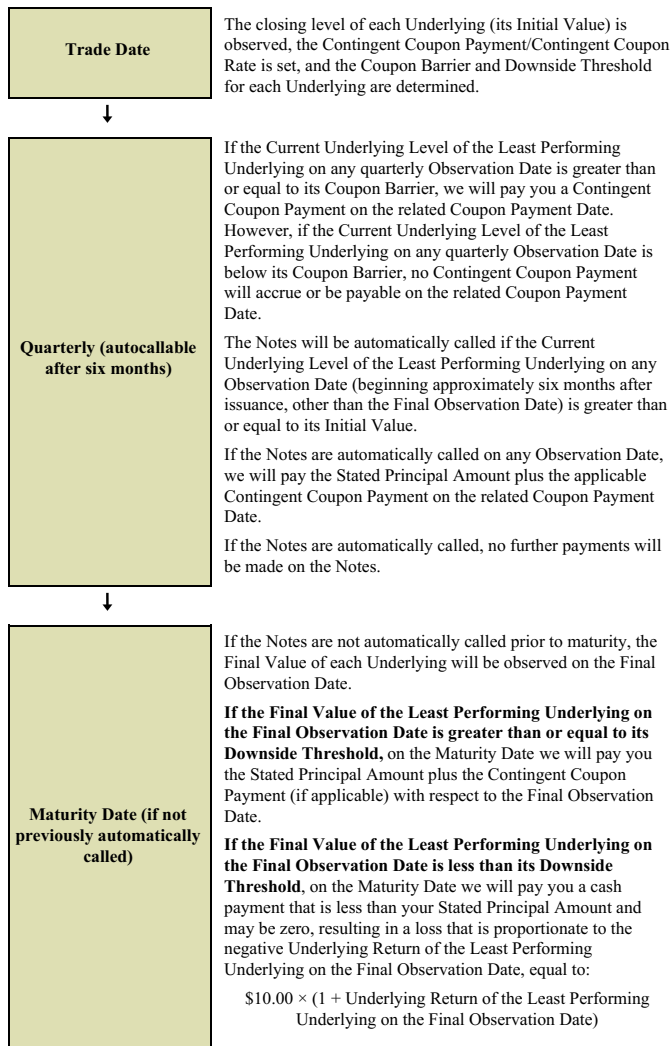 Trade Date
The closing level of each Underlying (its Initial Value) is
observed, the Contingent Coupon Payment/Contingent Coupon
Rate is set, and the Coupon Barrier and Downside Threshold
for each Underlying are determined.
Quarterly (autocallable
after six months)
If the Current Underlying Level of the Least Performing
Underlying on any quarterly Observation Date is greater than
or equal to its Coupon Barrier, we will pay you a Contingent
Coupon Payment on the related Coupon Payment Date.
However, if the Current Underlying Level of the Least
Performing Underlying on any quarterly Observation Date is
below its Coupon Barrier, no Contingent Coupon Payment
will accrue or be payable on the related Coupon Payment
Date.
The Notes will be automatically called if the Current
Underlying Level of the Least Performing Underlying on any
Observation Date (beginning approximately six months after
issuance, other than the Final Observation Date) is greater than
or equal to its Initial Value.
If the Notes are automatically called on any Observation Date,
we will pay the Stated Principal Amount plus the applicable
Contingent Coupon Payment on the related Coupon Payment
Date.
If the Notes are automatically called, no further payments will
be made on the Notes.
Maturity Date (if not
previously automatically
called)
If the Notes are not automatically called prior to maturity, the
Final Value of each Underlying will be observed on the Final
Observation Date.
If the Final Value of the Least Performing Underlying on
the Final Observation Date is greater than or equal to its
Downside Threshold, on the Maturity Date we will pay you
the Stated Principal Amount plus the Contingent Coupon
Payment (if applicable) with respect to the Final Observation
Date.
If the Final Value of the Least Performing Underlying on
the Final Observation Date is less than its Downside
Threshold, on the Maturity Date we will pay you a cash
payment that is less than your Stated Principal Amount and
may be zero, resulting in a loss that is proportionate to the
negative Underlying Return of the Least Performing
Underlying on the Final Observation Date, equal to:
$10.00 × (1 + Underlying Return of the Least Performing
Underlying on the Final Observation Date)